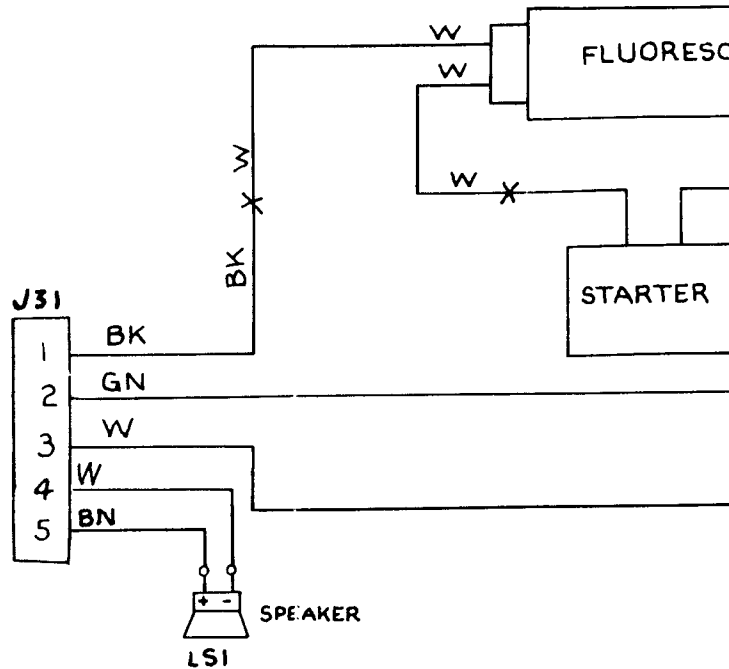 W
FLUORESC
W
W
W
X
X
BK
STARTER
J31
1
BK
2
GN
3
W
4
W
5
BN
+ -
SPEAKER
LS1